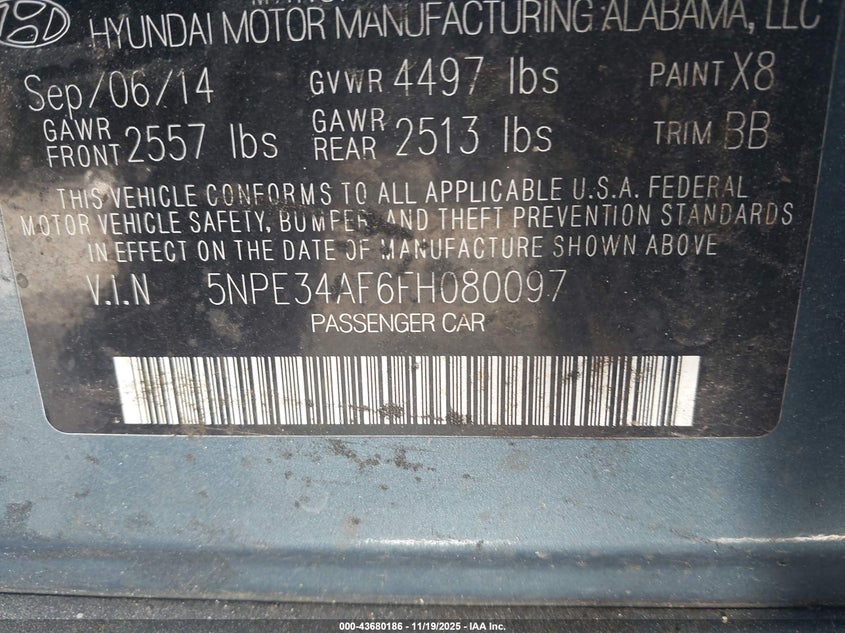 HYUNDAI MOTOR MANUFACTURING ALABAMA, LLC
Sep/06/14 GVWR 4497 lbs PAINT X8
GAWR FRONT 2557 lbs GAWR REAR 2513 lbs TRIM BB
THIS VEHICLE CONFORMS TO ALL APPLICABLE U.S.A. FEDERAL
MOTOR VEHICLE SAFETY, BUMPER, AND THEFT PREVENTION STANDARDS
IN EFFECT ON THE DATE OF MANUFACTURE SHOWN ABOVE
V.I.N 5NPE34AF6FH080097
PASSENGER CAR
000-43680186 - 11/19/2025 - IAA Inc.